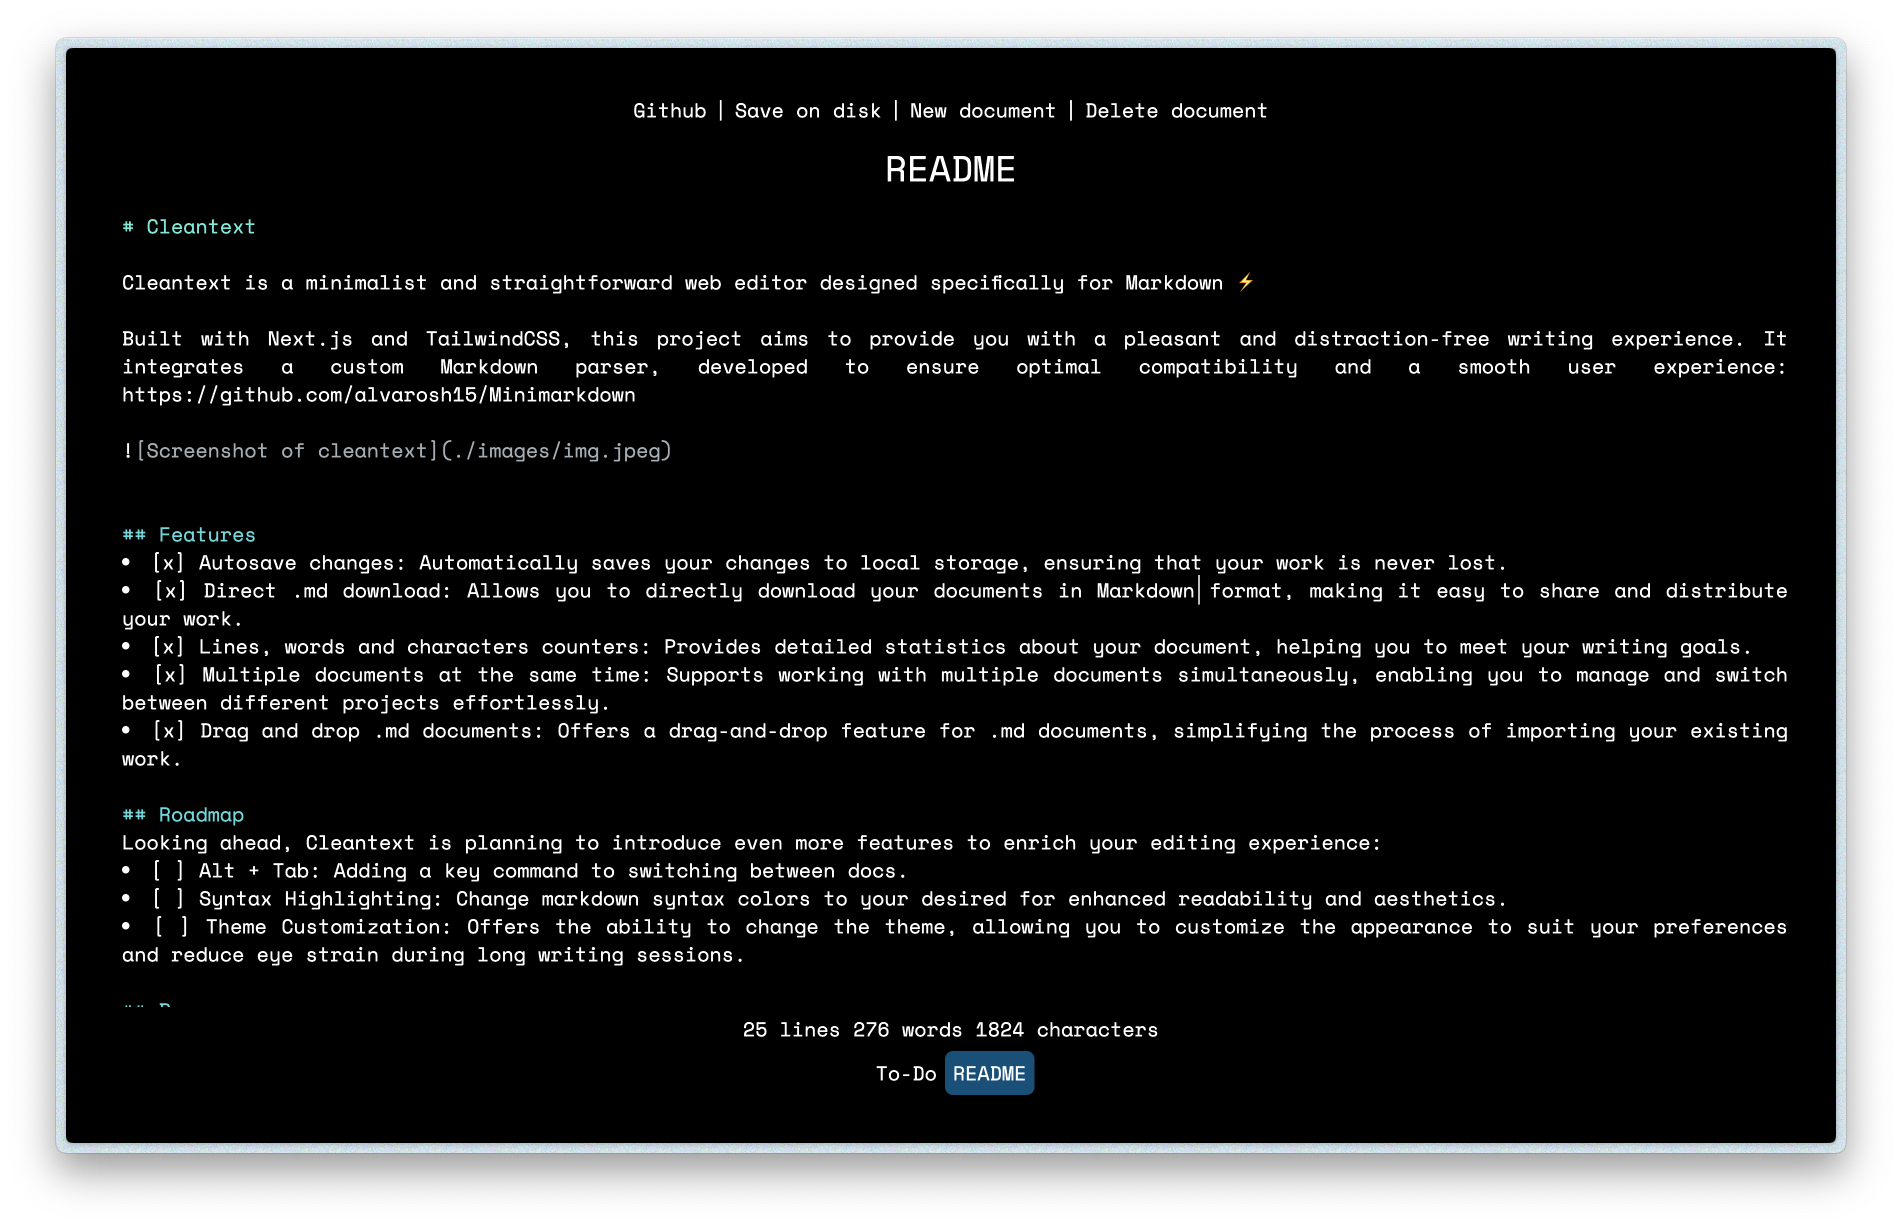 Github | Save on disk | New document | Delete document
README
# Cleantext
Cleantext is a minimalist and straightforward web editor designed specifically for Markdown ⚡
Built with Next.js and TailwindCSS, this project aims to provide you with a pleasant and distraction-free writing experience. It
integrates a custom Markdown parser, developed to ensure optimal compatibility and a smooth user experience:
https://github.com/alvarosh15/Minimarkdown
![Screenshot of cleantext](./images/img.jpeg)
## Features
• [x] Autosave changes: Automatically saves your changes to local storage, ensuring that your work is never lost.
• [x] Direct .md download: Allows you to directly download your documents in Markdown format, making it easy to share and distribute
your work.
• [x] Lines, words and characters counters: Provides detailed statistics about your document, helping you to meet your writing goals.
• [x] Multiple documents at the same time: Supports working with multiple documents simultaneously, enabling you to manage and switch
between different projects effortlessly.
• [x] Drag and drop .md documents: Offers a drag-and-drop feature for .md documents, simplifying the process of importing your existing
work.
## Roadmap
Looking ahead, Cleantext is planning to introduce even more features to enrich your editing experience:
• [ ] Alt + Tab: Adding a key command to switching between docs.
• [ ] Syntax Highlighting: Change markdown syntax colors to your desired for enhanced readability and aesthetics.
• [ ] Theme Customization: Offers the ability to change the theme, allowing you to customize the appearance to suit your preferences
and reduce eye strain during long writing sessions.
25 lines 276 words 1824 characters
To-Do README